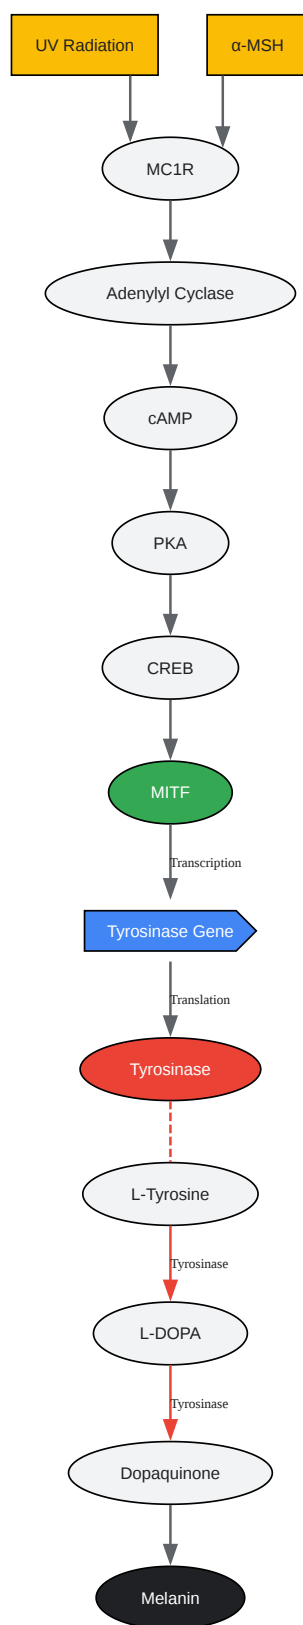 UV Radiation
α-MSH
MC1R
Adenylyl Cyclase
cAMP
PKA
CREB
MITF
Transcription
Tyrosinase Gene
Translation
Tyrosinase
L-Tyrosine
Tyrosinase
L-DOPA
Tyrosinase
Dopaquinone
Melanin